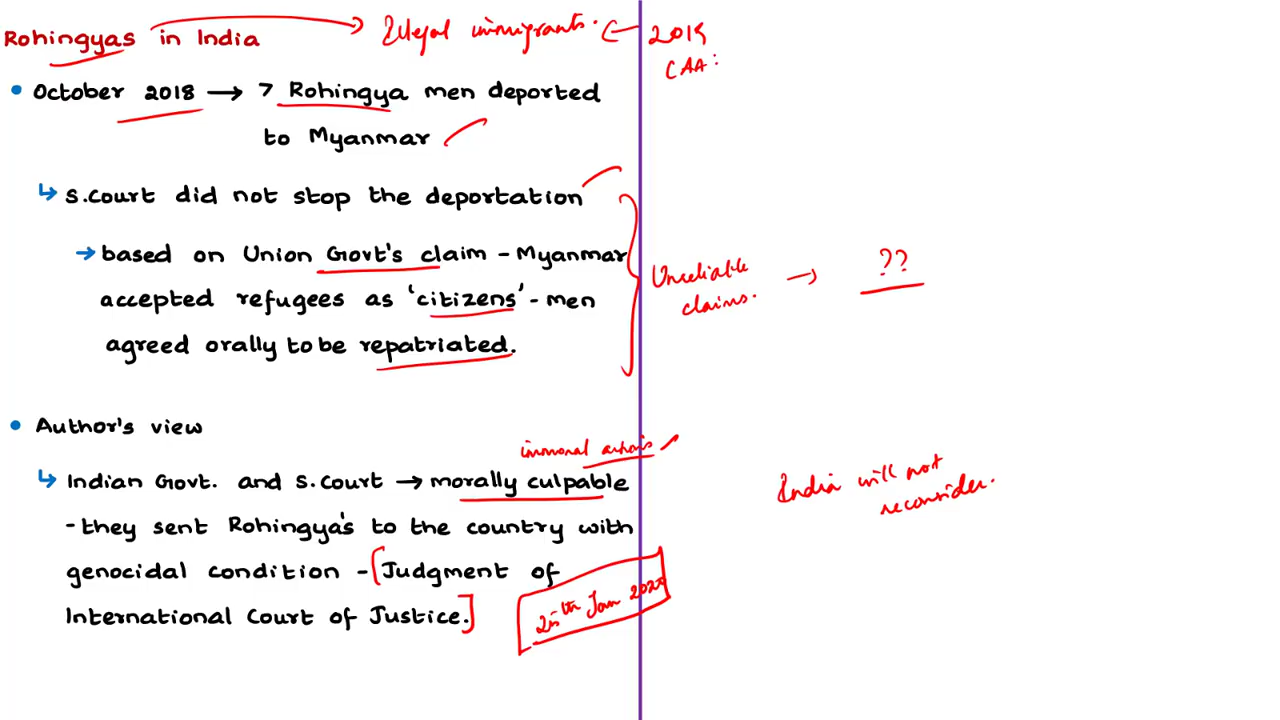 Rohingyas in India
Illegal immigrants.
2019
CAA:
• October 2018 → 7 Rohingya men deported
to Myanmar
↳ S.Court did not stop the deportation
→ based on Union Govt's claim - Myanmar
accepted refugees as 'citizens' - men
agreed orally to be repatriated.
Unreliable
claims.
→ ??
• Author's view
immoral actions
↳ Indian Govt. and S.Court → morally culpable
- they sent Rohingya's to the country with
genocidal condition - [Judgment of
International Court of Justice.]
Jan
India will not
reconsider.